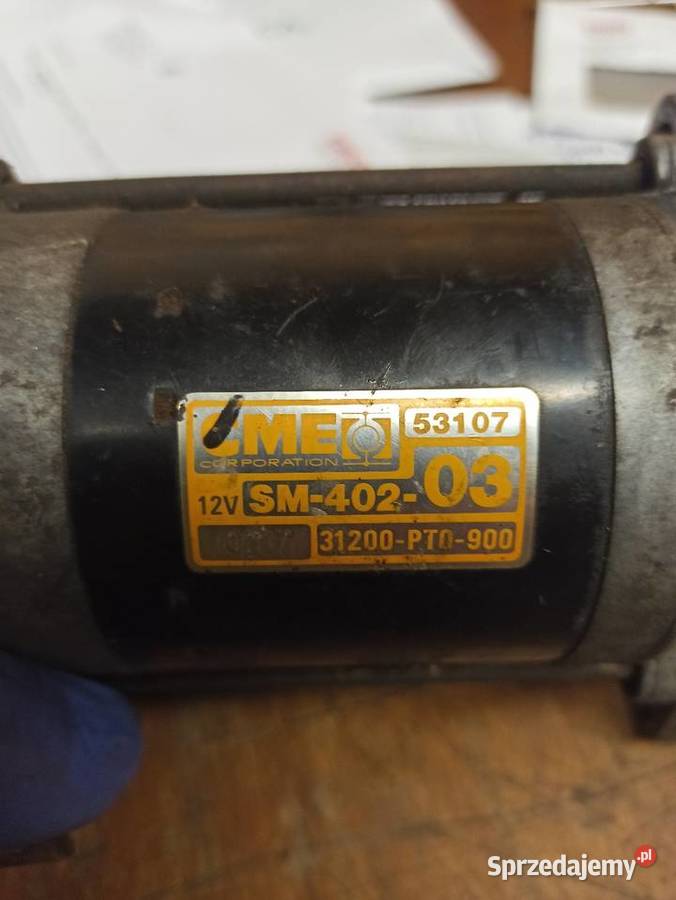 CME
53107
CORPORATION
12V SM-402-03
31200-PT0-900
Sprzedajemy.pl